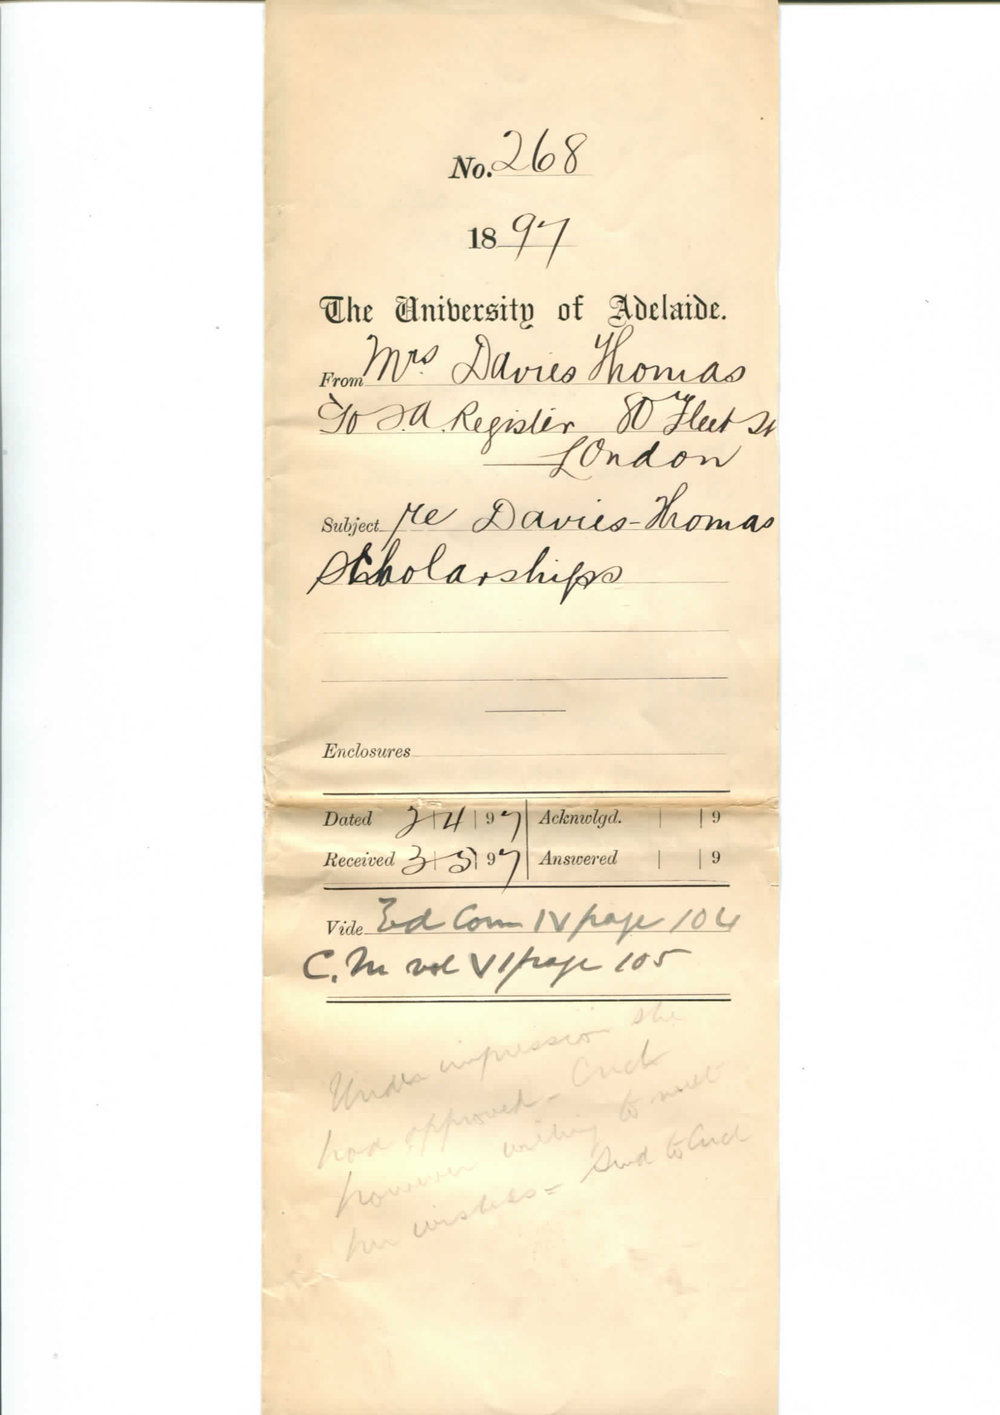 No. 268
1897
The University of Adelaide.
From Mrs Davies Thomas
c/o S.A. Register 80 Fleet St
London
Subject re Davies-Thomas
Scholarships
Enclosures
Dated 2|4|97 Acknwlgd. | |9
Received 3|5|97 Answered | |9
Vide Ed Com IV page 104
C.M vol VI page 105
Under impression she
had approved - Cncl
however willing to meet
her wishes = Send to Cncl